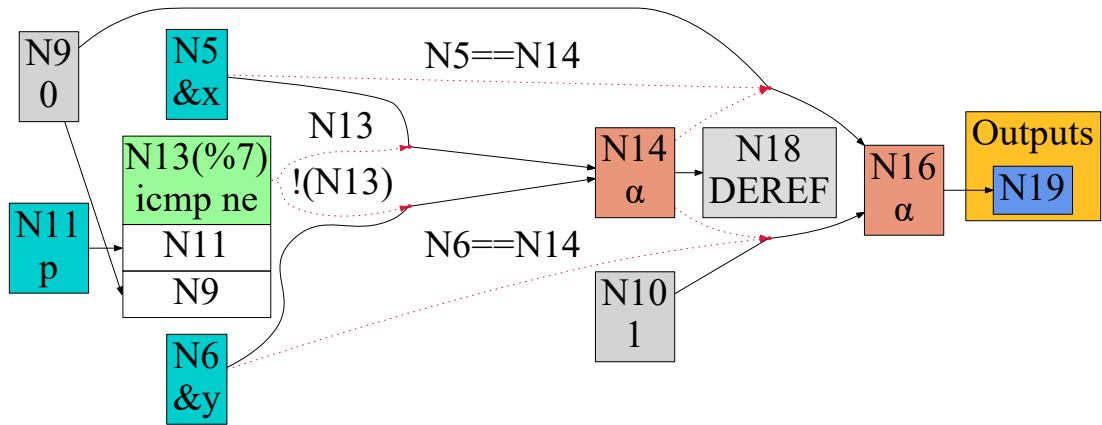 N9
0
N5
&x
N5==N14
N13
N13(%7)
icmp ne
N11
N9
!(N13)
N11
p
N14
α
N18
DEREF
N16
α
Outputs
N19
N6==N14
N10
1
N6
&y